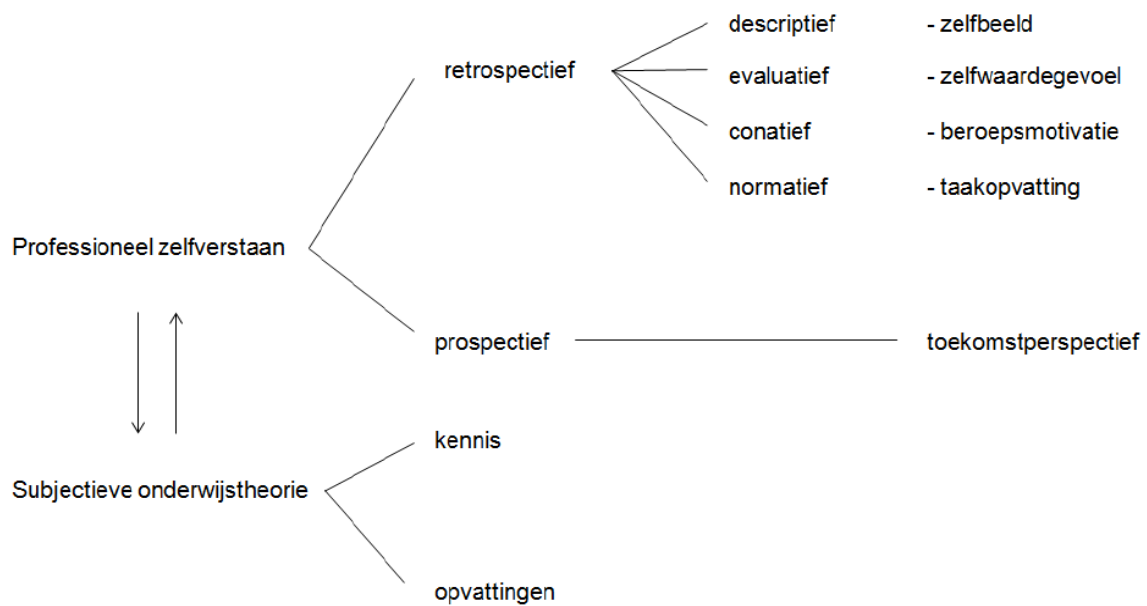 descriptief - zelfbeeld
retrospectief
evaluatief - zelfwaardegevoel
conatief - beroepsmotivatie
normatief - taakopvatting
Professioneel zelfverstaan
prospectief
toekomstperspectief
kennis
Subjectieve onderwijstheorie
opvattingen